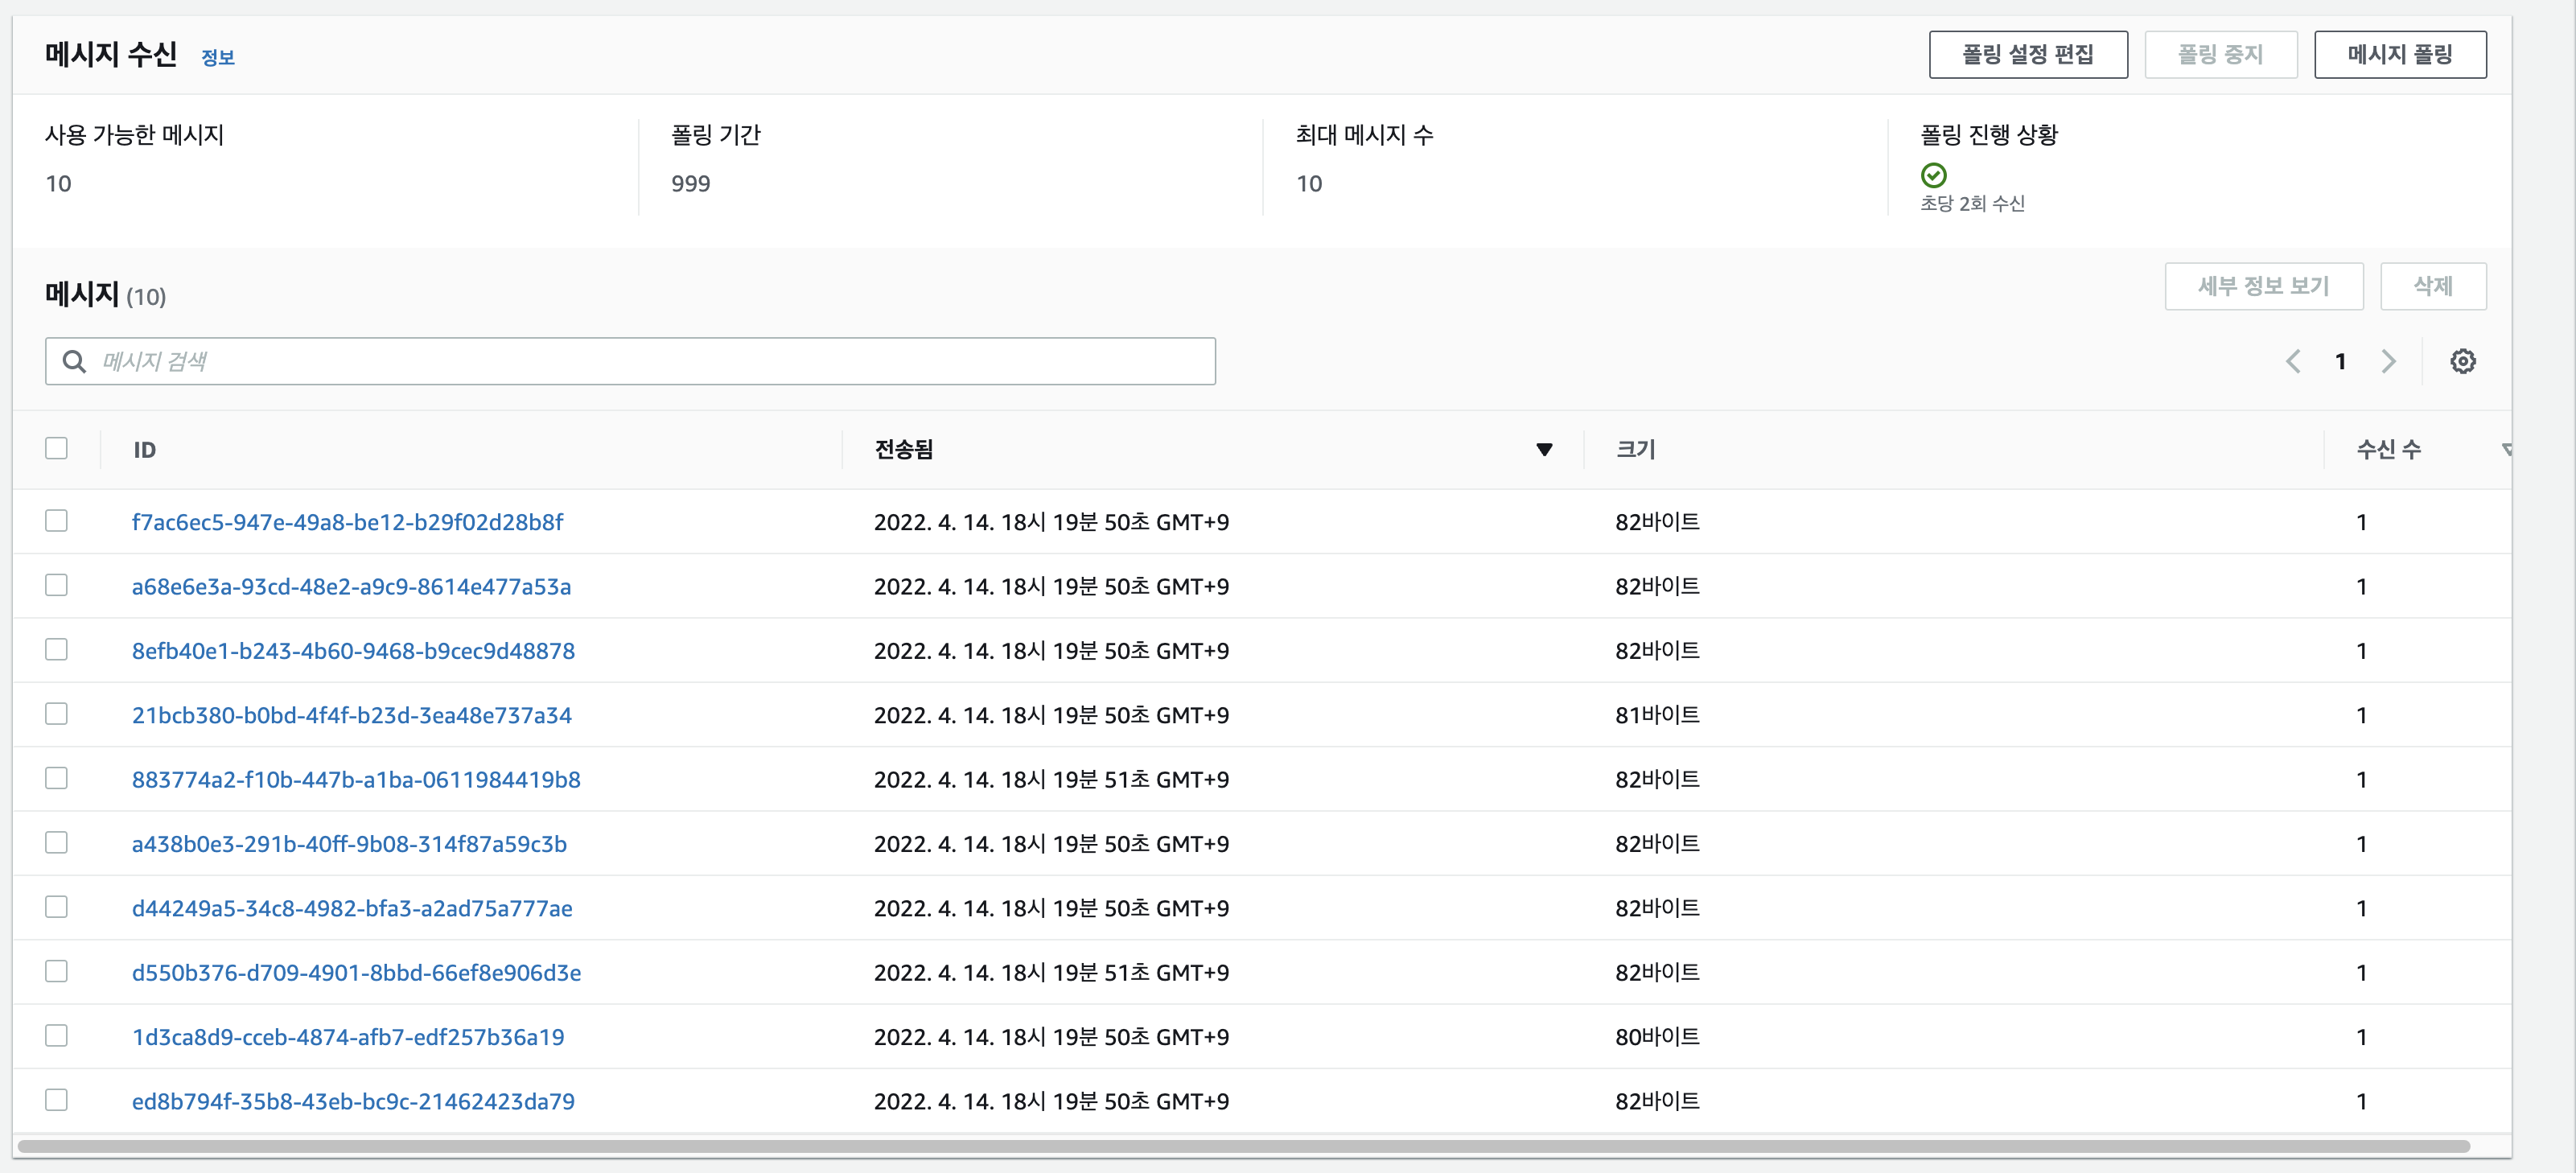 메시지 수신 정보 폴링 설정 편집 폴링 중지 메시지 폴링
사용 가능한 메시지 폴링 기간 최대 메시지 수 폴링 진행 상황
10 999 10
초당 2회 수신
메시지 (10) 세부 정보 보기 삭제
메시지 검색 1
ID 전송됨 크기 수신 수
f7ac6ec5-947e-49a8-be12-b29f02d28b8f 2022. 4. 14. 18시 19분 50초 GMT+9 82바이트 1
a68e6e3a-93cd-48e2-a9c9-8614e477a53a 2022. 4. 14. 18시 19분 50초 GMT+9 82바이트 1
8efb40e1-b243-4b60-9468-b9cec9d48878 2022. 4. 14. 18시 19분 50초 GMT+9 82바이트 1
21bcb380-b0bd-4f4f-b23d-3ea48e737a34 2022. 4. 14. 18시 19분 50초 GMT+9 81바이트 1
883774a2-f10b-447b-a1ba-0611984419b8 2022. 4. 14. 18시 19분 51초 GMT+9 82바이트 1
a438b0e3-291b-40ff-9b08-314f87a59c3b 2022. 4. 14. 18시 19분 50초 GMT+9 82바이트 1
d44249a5-34c8-4982-bfa3-a2ad75a777ae 2022. 4. 14. 18시 19분 50초 GMT+9 82바이트 1
d550b376-d709-4901-8bbd-66ef8e906d3e 2022. 4. 14. 18시 19분 51초 GMT+9 82바이트 1
1d3ca8d9-cceb-4874-afb7-edf257b36a19 2022. 4. 14. 18시 19분 50초 GMT+9 80바이트 1
ed8b794f-35b8-43eb-bc9c-21462423da79 2022. 4. 14. 18시 19분 50초 GMT+9 82바이트 1